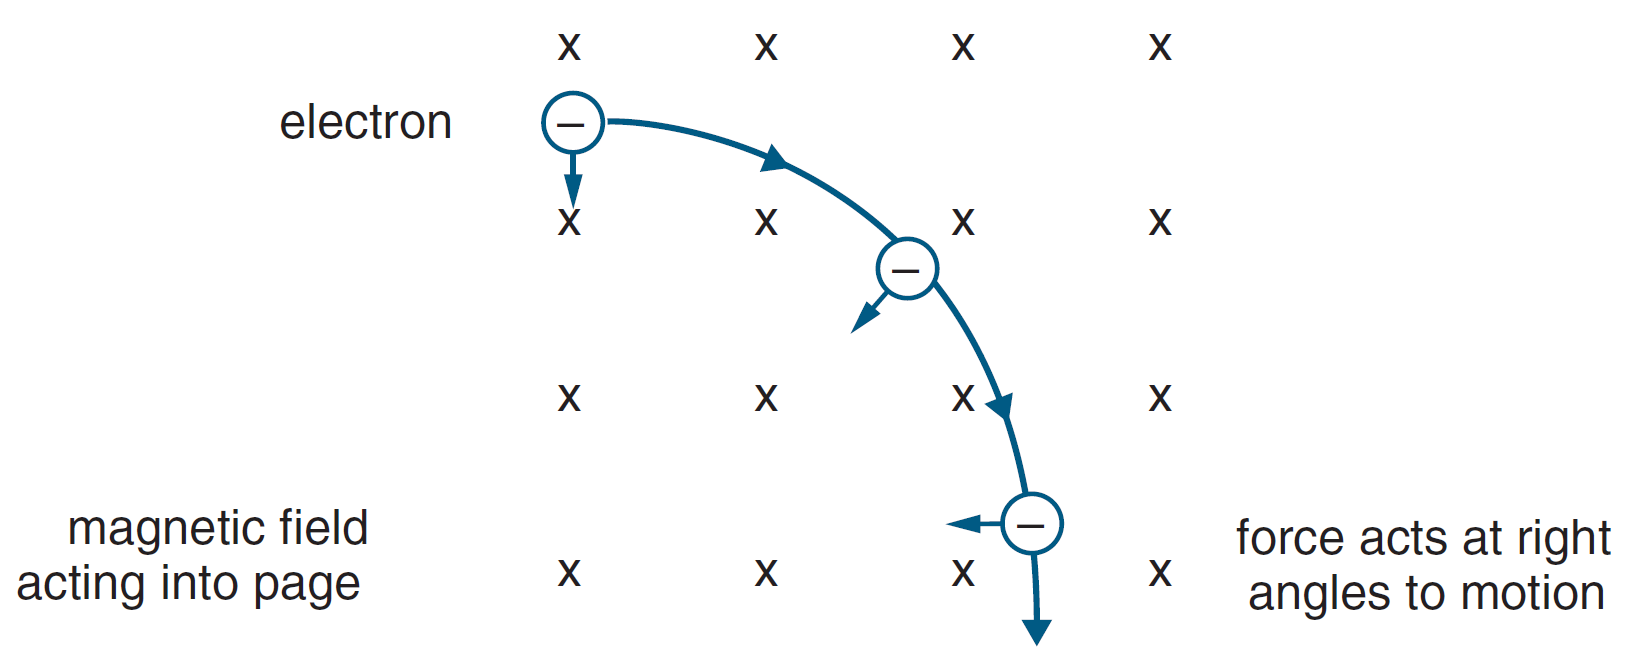 x x x x
electron
–
x x x x
–
x x x x
–
magnetic field
acting into page
x x x x
force acts at right
angles to motion